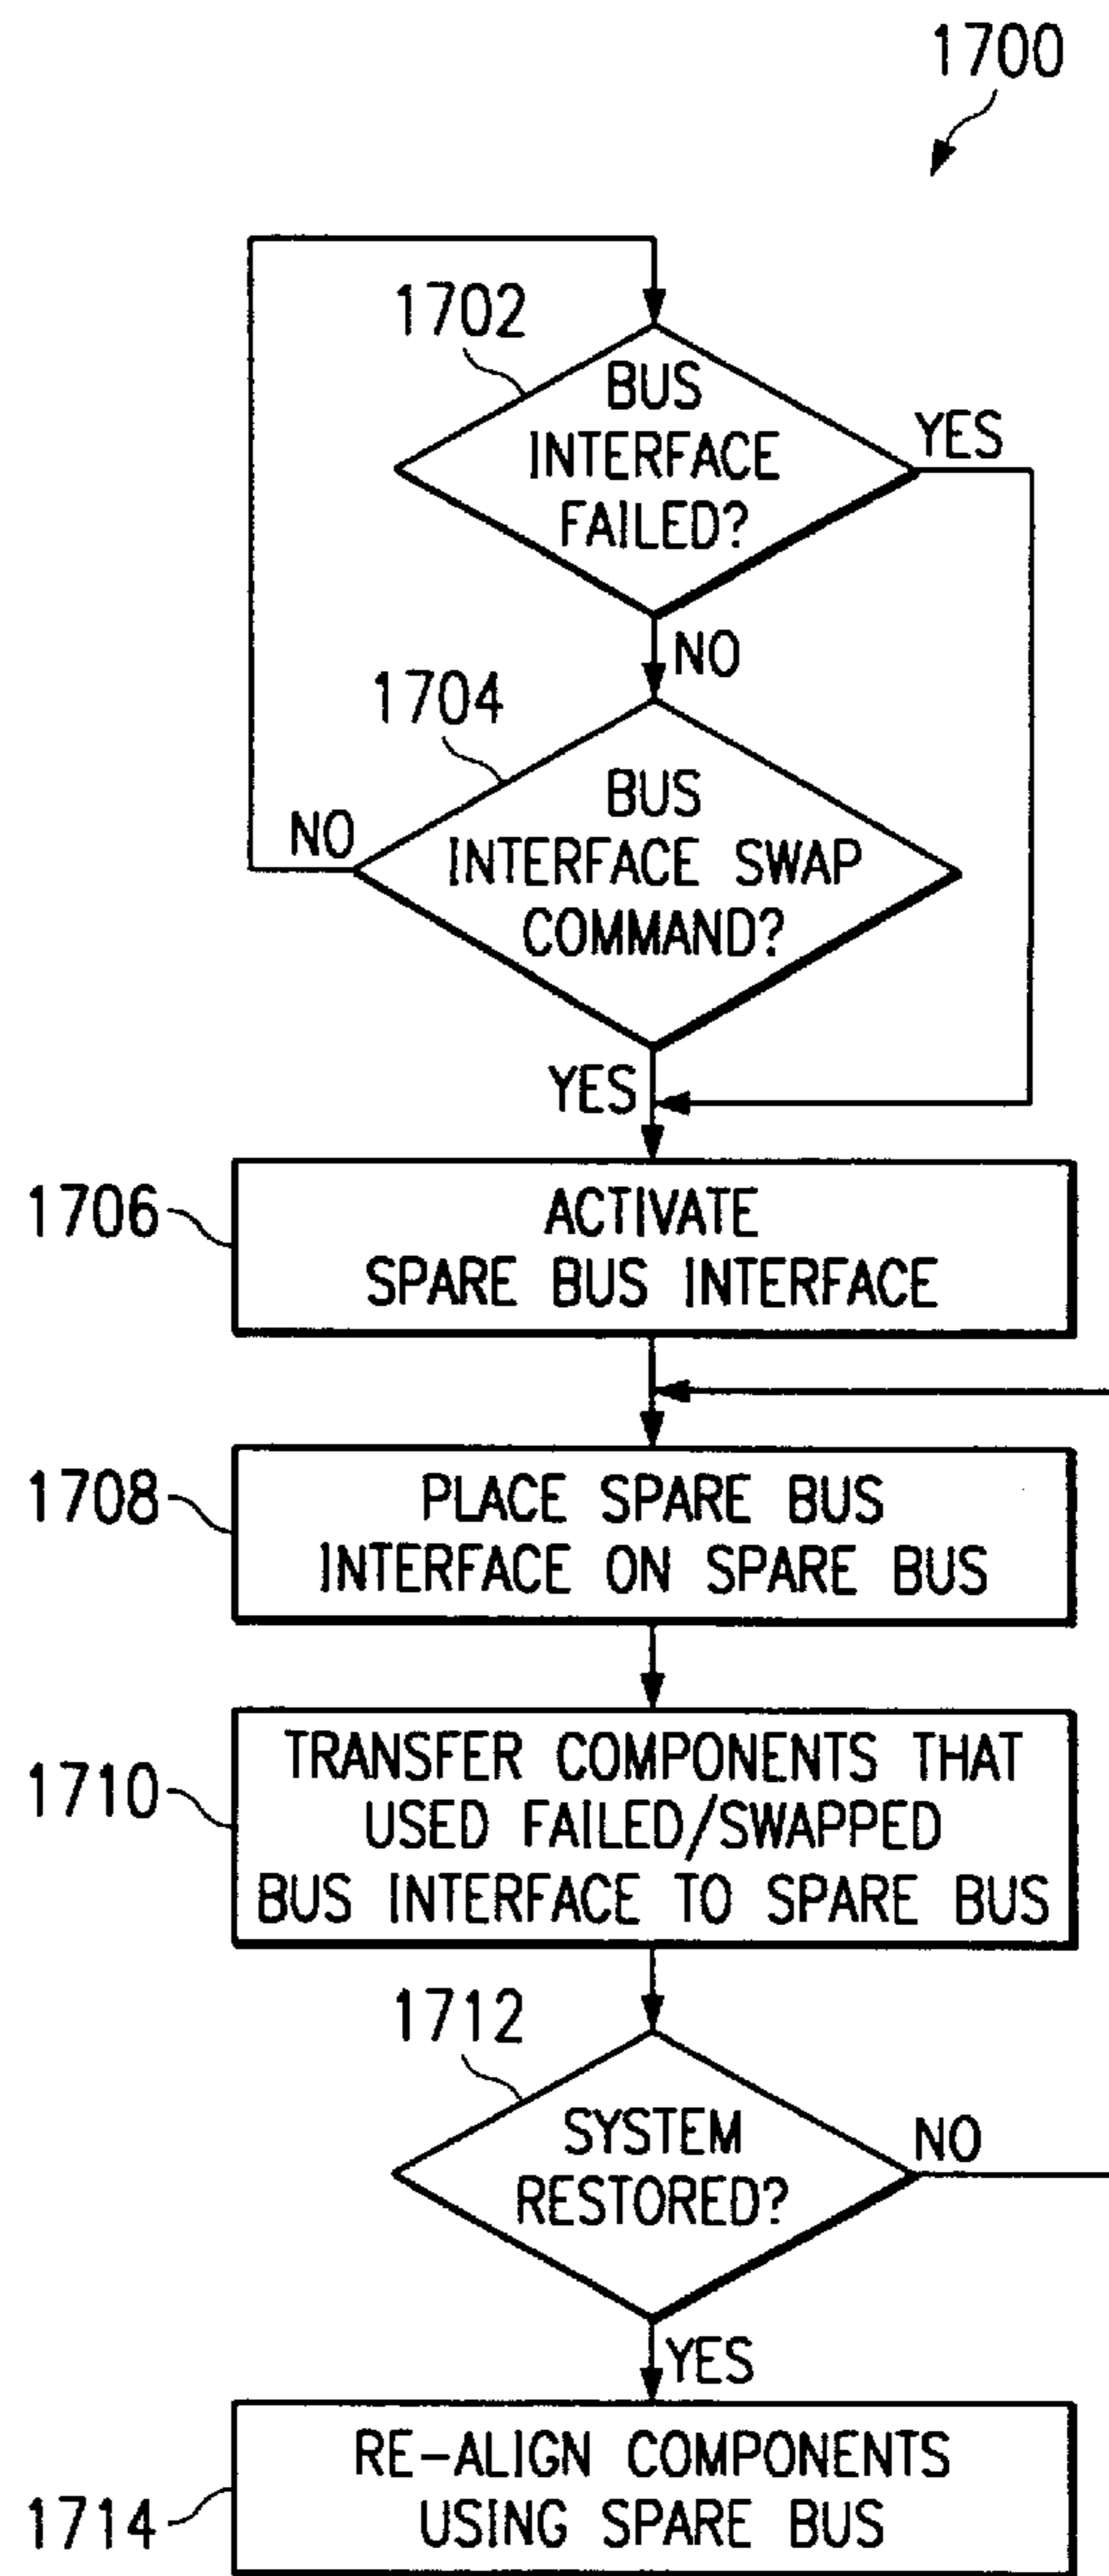 1700
1702
BUS
INTERFACE
FAILED?
YES
NO
1704
BUS
INTERFACE SWAP
COMMAND?
NO
YES
1706
ACTIVATE
SPARE BUS INTERFACE
1708
PLACE SPARE BUS
INTERFACE ON SPARE BUS
1710
TRANSFER COMPONENTS THAT
USED FAILED/SWAPPED
BUS INTERFACE TO SPARE BUS
1712
SYSTEM
RESTORED?
NO
YES
1714
RE-ALIGN COMPONENTS
USING SPARE BUS